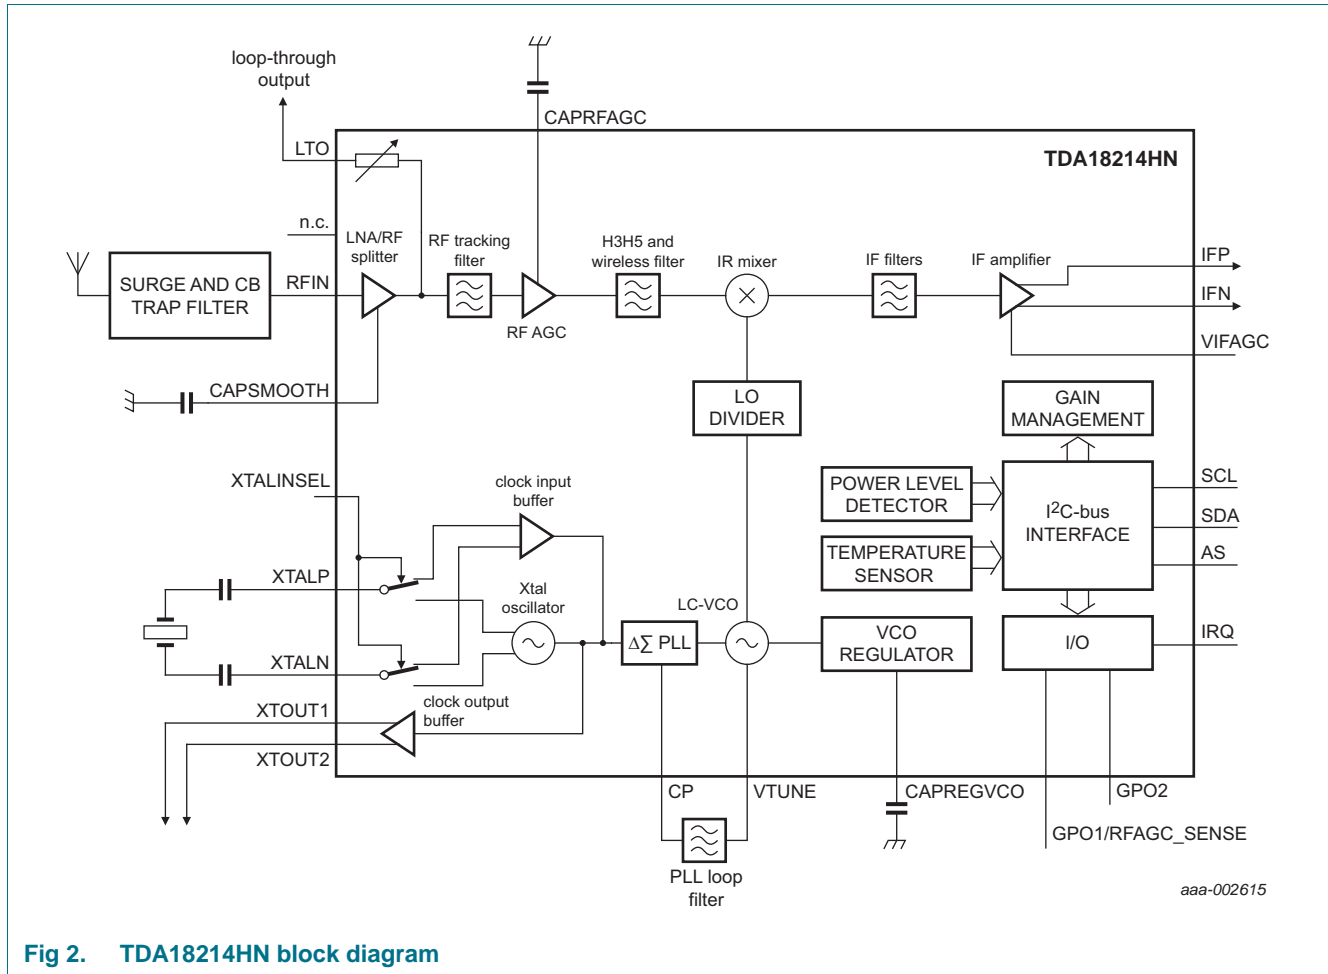 loop-through
output
CAPRFAGC
LTO
TDA18214HN
n.c.
LNA/RF
splitter
RF tracking
filter
H3H5 and
wireless filter
IR mixer
IF filters
IF amplifier
IFP
SURGE AND CB
TRAP FILTER
RFIN
IFN
RF AGC
VIFAGC
CAPSMOOTH
LO
DIVIDER
GAIN
MANAGEMENT
XTALINSEL
clock input
buffer
POWER LEVEL
DETECTOR
I2C-bus
INTERFACE
SCL
SDA
AS
TEMPERATURE
SENSOR
XTALP
Xtal
oscillator
LC-VCO
ΔΣ PLL
VCO
REGULATOR
I/O
IRQ
XTALN
clock output
buffer
XTOUT1
XTOUT2
CP
VTUNE
CAPREGVCO
GPO2
GPO1/RFAGC_SENSE
PLL loop
filter
aaa-002615
Fig 2. TDA18214HN block diagram